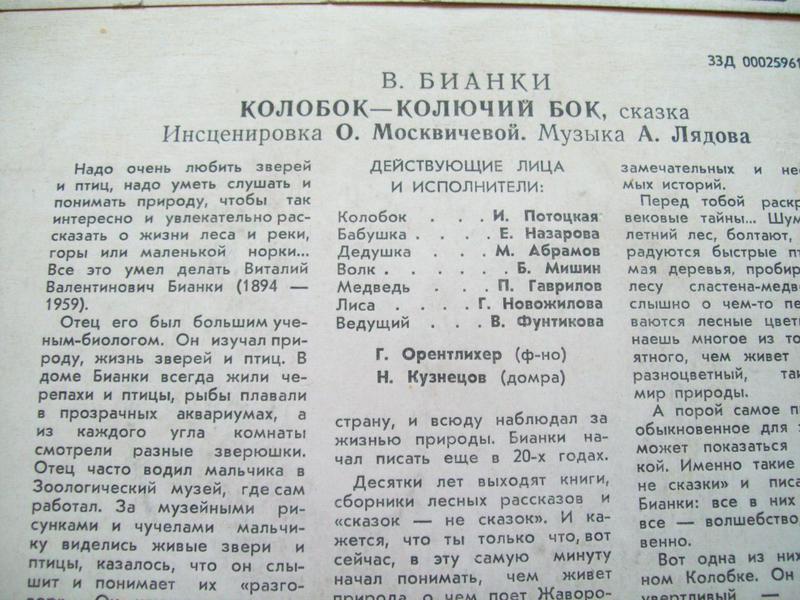 33Д 00025961
В. БИАНКИ
КОЛОБОК—КОЛЮЧИЙ БОК, сказка
Инсценировка О. Москвичевой. Музыка А. Лядова
Надо очень любить зверей
и птиц, надо уметь слушать и
понимать природу, чтобы так
интересно и увлекательно рас-
сказать о жизни леса и реки,
горы или маленькой норки...
Все это умел делать Виталий
Валентинович Бианки (1894 —
1959).
Отец его был большим уче-
ным-биологом. Он изучал при-
роду, жизнь зверей и птиц. В
доме Бианки всегда жили че-
репахи и птицы, рыбы плавали
в прозрачных аквариумах, а
из каждого угла комнаты
смотрели разные зверюшки.
Отец часто водил мальчика в
Зоологический музей, где сам
работал. За музейными ри-
сунками и чучелами мальчи-
ку виделись живые звери и
птицы, казалось, что он слы-
шит и понимает их «разго-
ДЕЙСТВУЮЩИЕ ЛИЦА
И ИСПОЛНИТЕЛИ:
Колобок . . . И. Потоцкая
Бабушка . . . . Е. Назарова
Дедушка . . . М. Абрамов
Волк . . . . . . Б. Мишин
Медведь . . . П. Гаврилов
Лиса . . . . Г. Новожилова
Ведущий . . . В. Фунтикова
Г. Орентлихер (ф-но)
Н. Кузнецов (домра)
страну, и всюду наблюдал за
жизнью природы. Бианки на-
чал писать еще в 20-х годах.
Десятки лет выходят книги,
сборники лесных рассказов и
«сказок — не сказок». И ка-
жется, что ты только что, вот
сейчас, в эту самую минуту
начал понимать, чем живет
природа, о чем поет Жаворо-
замечательных и не
мых историй.
Перед тобой раскр
вековые тайны... Шум
летний лес, болтают,
радуются быстрые п
мая деревья, пробир
лесу сластена-медв
слышно о чем-то пе
ваются лесные цвет
наешь многое из то
ятного, чем живет
разноцветный, та
мир природы.
А порой самое п
обыкновенное для
может показаться
кой. Именно такие
не сказки» и писа
Бианки: все в них
все — волшебство
венно.
Вот одна из них
ном Колобке. Он
увертливый —